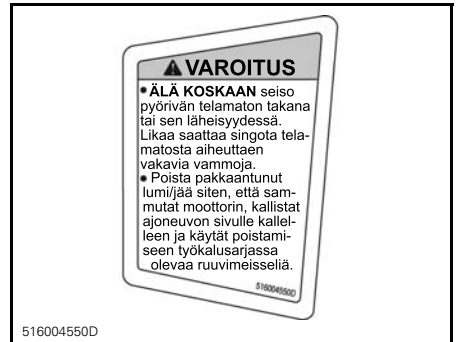 VAROITUS
• ÄLÄ KOSKAAN seiso
pyörivän telamaton takana
tai sen läheisyydessä.
Likaa saattaa singota tela-
matosta aiheuttaen
vakavia vammoja.
• Poista pakkaantunut
lumi/jää siten, että sam-
mutat moottorin, kallistat
ajoneuvon sivulle kallel-
leen ja käytät poistami-
seen työkalusarjassa
olevaa ruuvimeisseliä.
516004550D
516004550D